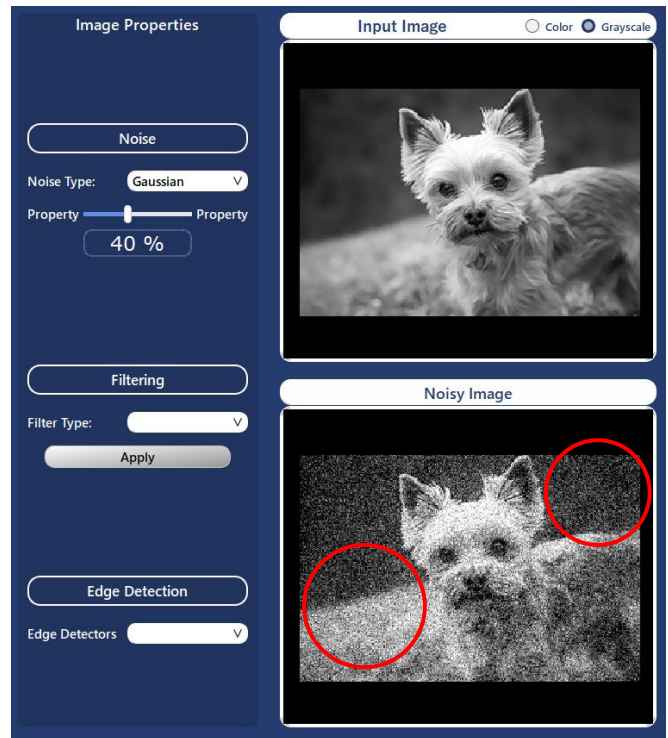 Image Properties
Noise
Noise Type: Gaussian
Property Property
40 %
Filtering
Filter Type:
Apply
Edge Detection
Edge Detectors
Input Image Color Grayscale
Noisy Image